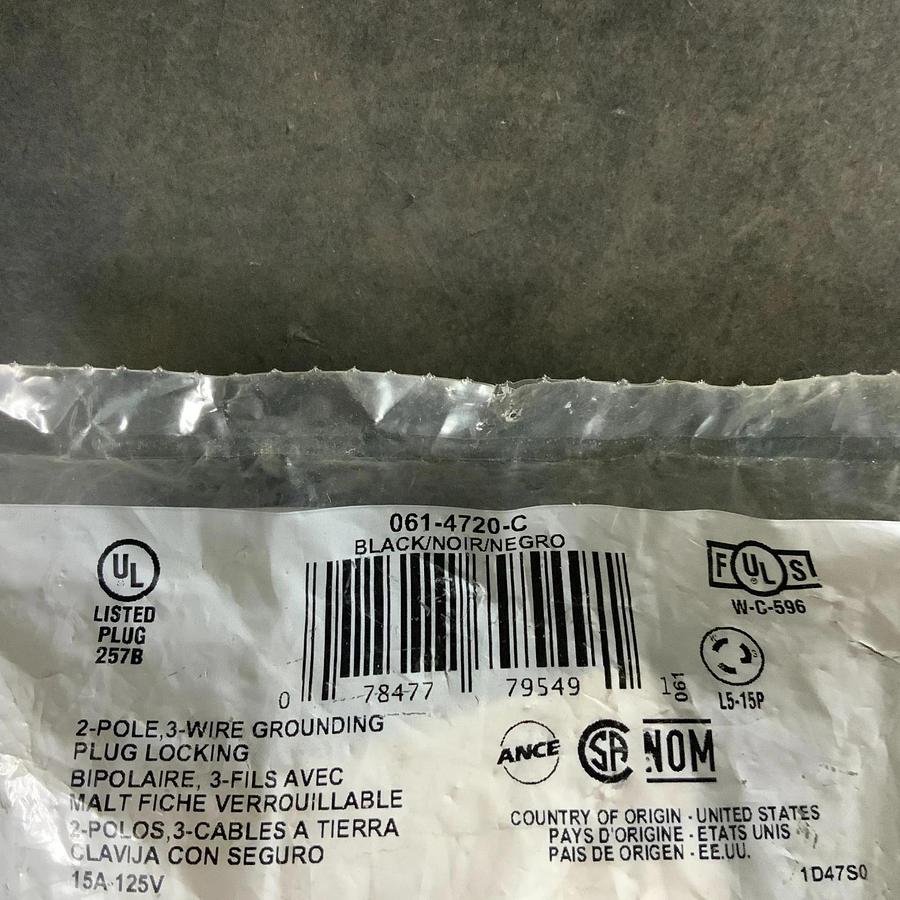 061-4720-C
BLACK/NOIR/NEGRO
UL
LISTED
PLUG
257B
0 78477 79549 1
061
F UL SI
W-C-596
L5-15P
2-POLE,3-WIRE GROUNDING
PLUG LOCKING
BIPOLAIRE, 3-FILS AVEC
MALT FICHE VERROUILLABLE
2-POLOS,3-CABLES A TIERRA
CLAVIJA CON SEGURO
15A-125V
ANCE
SA
NOM
COUNTRY OF ORIGIN - UNITED STATES
PAYS D'ORIGINE - ETATS UNIS
PAIS DE ORIGEN - EE.UU.
1D47S0